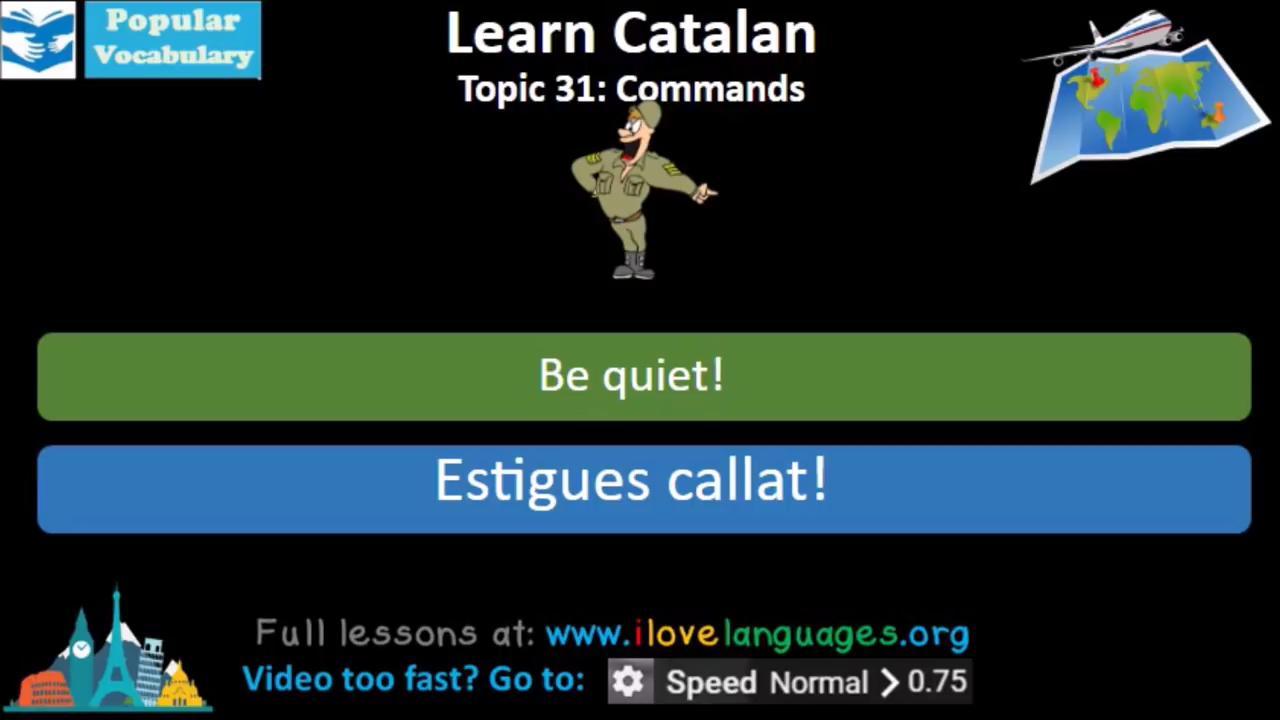 Popular
Vocabulary
Learn Catalan
Topic 31: Commands
Be quiet!
Estigues callat!
Full lessons at: www.ilovelanguages.org
Video too fast? Go to: Speed Normal > 0.75